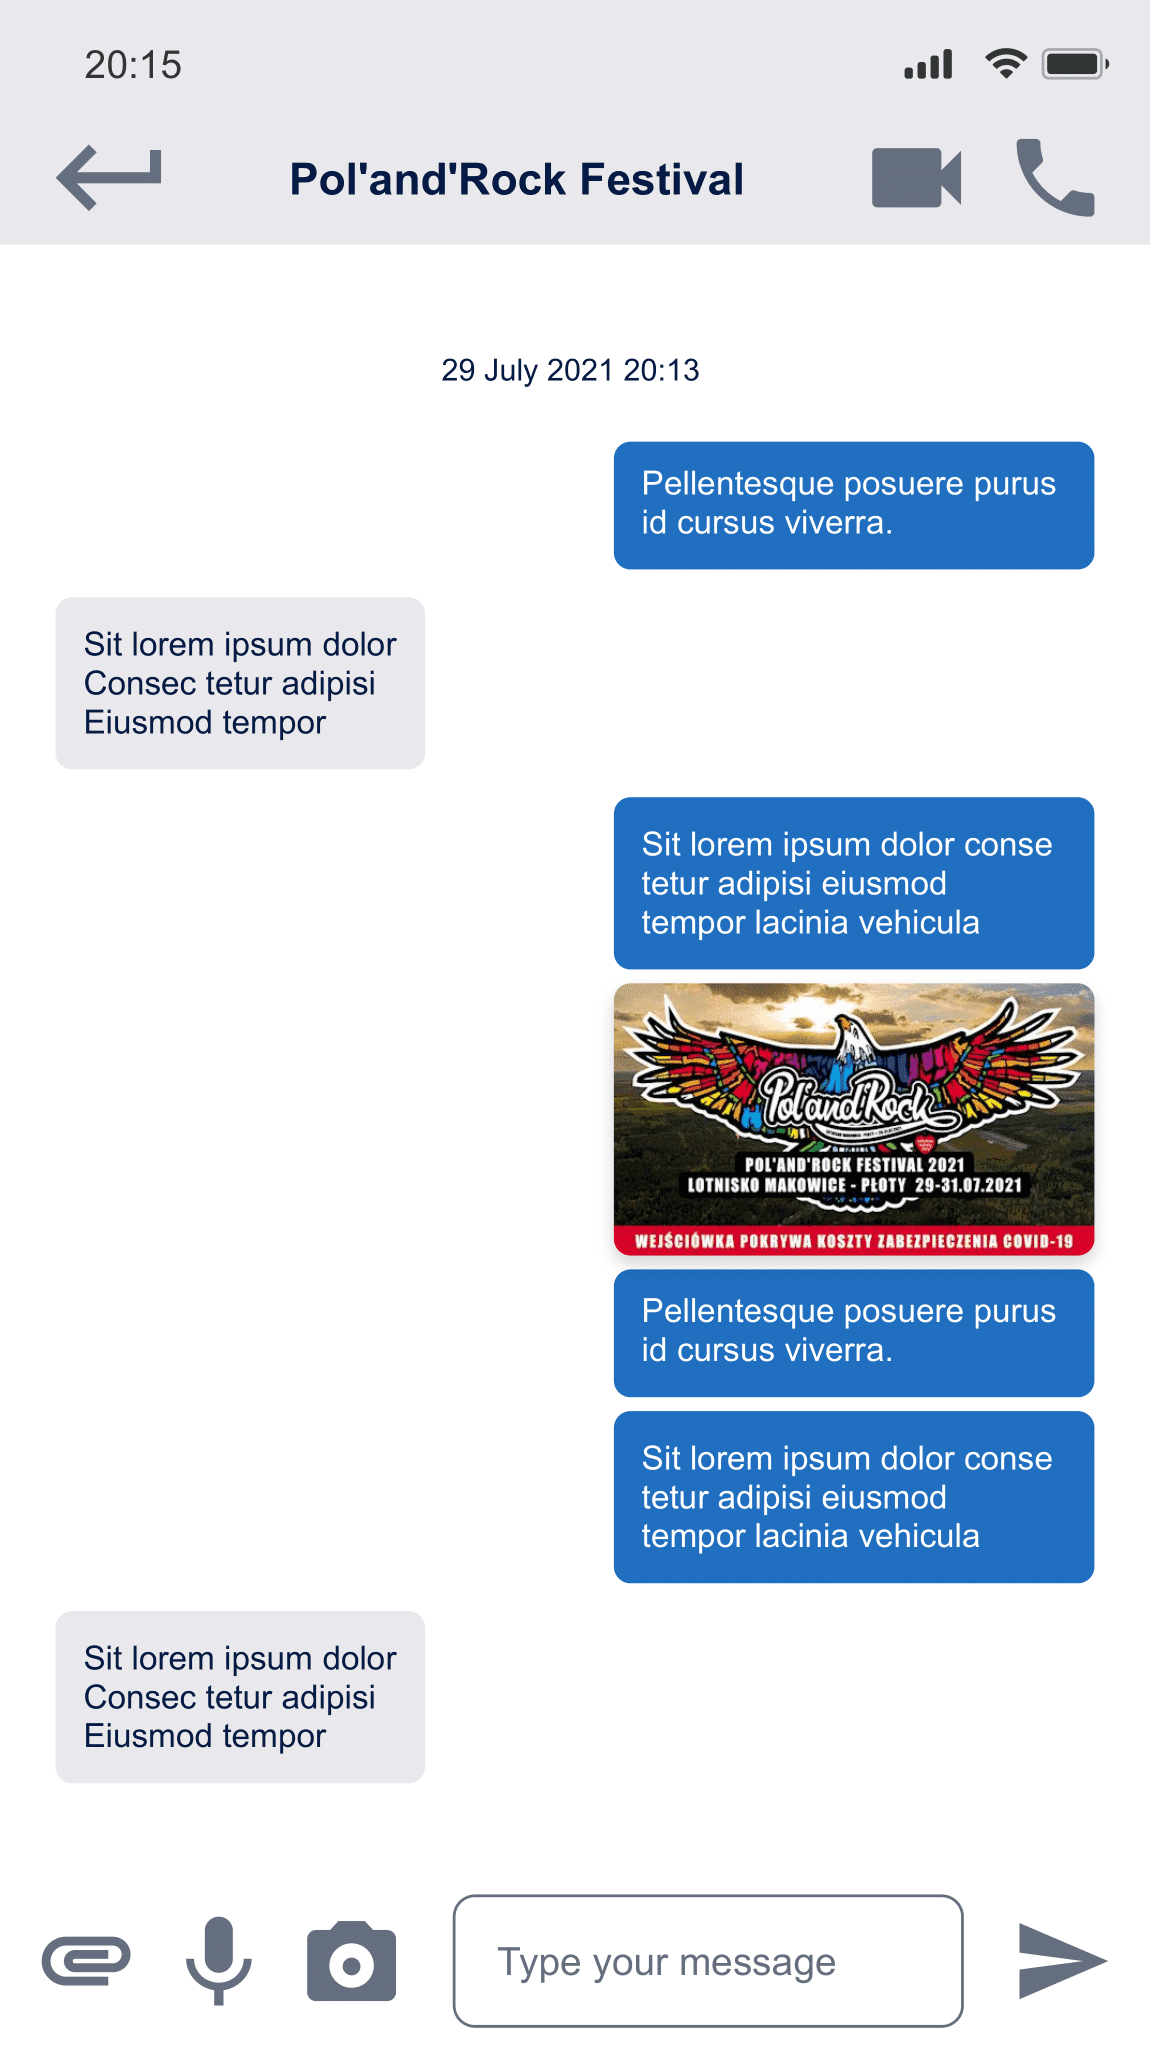 20:15
Pol'and'Rock Festival
29 July 2021 20:13
Pellentesque posuere purus
id cursus viverra.
Sit lorem ipsum dolor
Consec tetur adipisi
Eiusmod tempor
Sit lorem ipsum dolor conse
tetur adipisi eiusmod
tempor lacinia vehicula
Pol'and'Rock
POL'AND'ROCK FESTIVAL 2021
LOTNISKO MAKOWICE - PŁOTY 29-31.07.2021
WEJŚCIÓWKA POKRYWA KOSZTY ZABEZPIECZENIA COVID-19
Pellentesque posuere purus
id cursus viverra.
Sit lorem ipsum dolor conse
tetur adipisi eiusmod
tempor lacinia vehicula
Sit lorem ipsum dolor
Consec tetur adipisi
Eiusmod tempor
Type your message